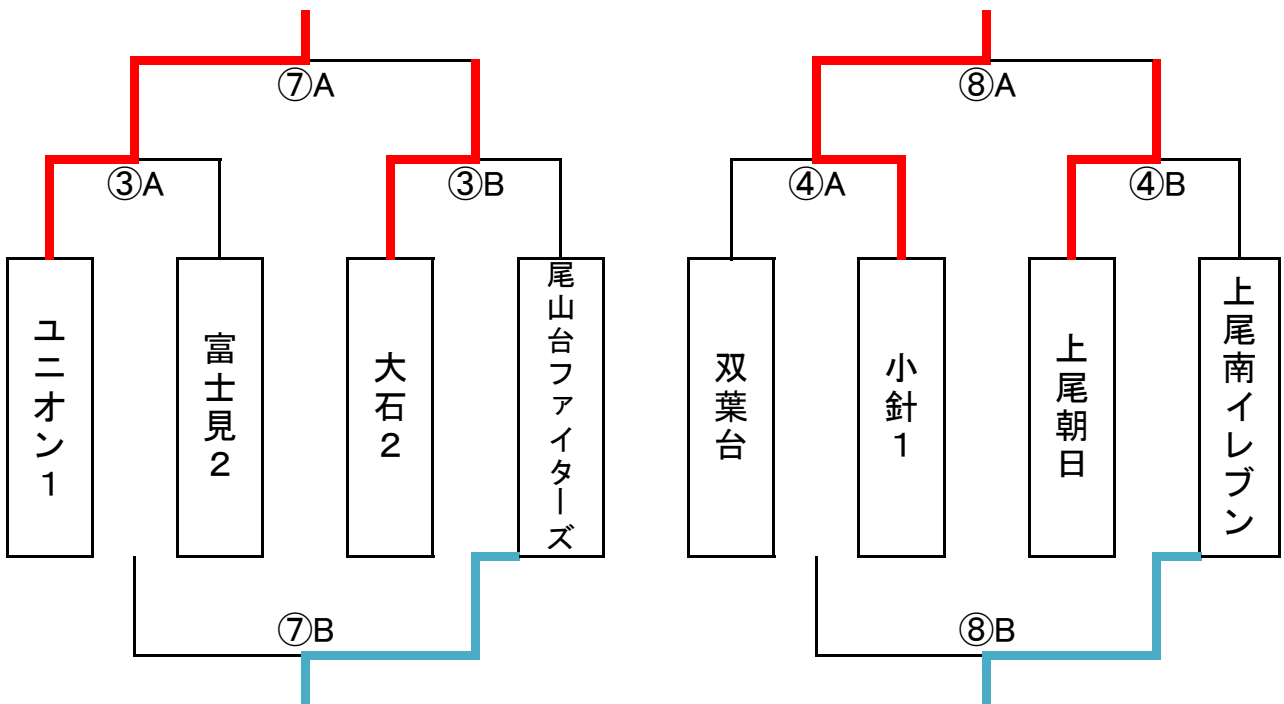 ⑦A
⑧A
③A
③B
④A
④B
ユニオン1
富士見2
大石2
尾山台ファイターズ
双葉台
小針1
上尾朝日
上尾南イレブン
⑦B
⑧B